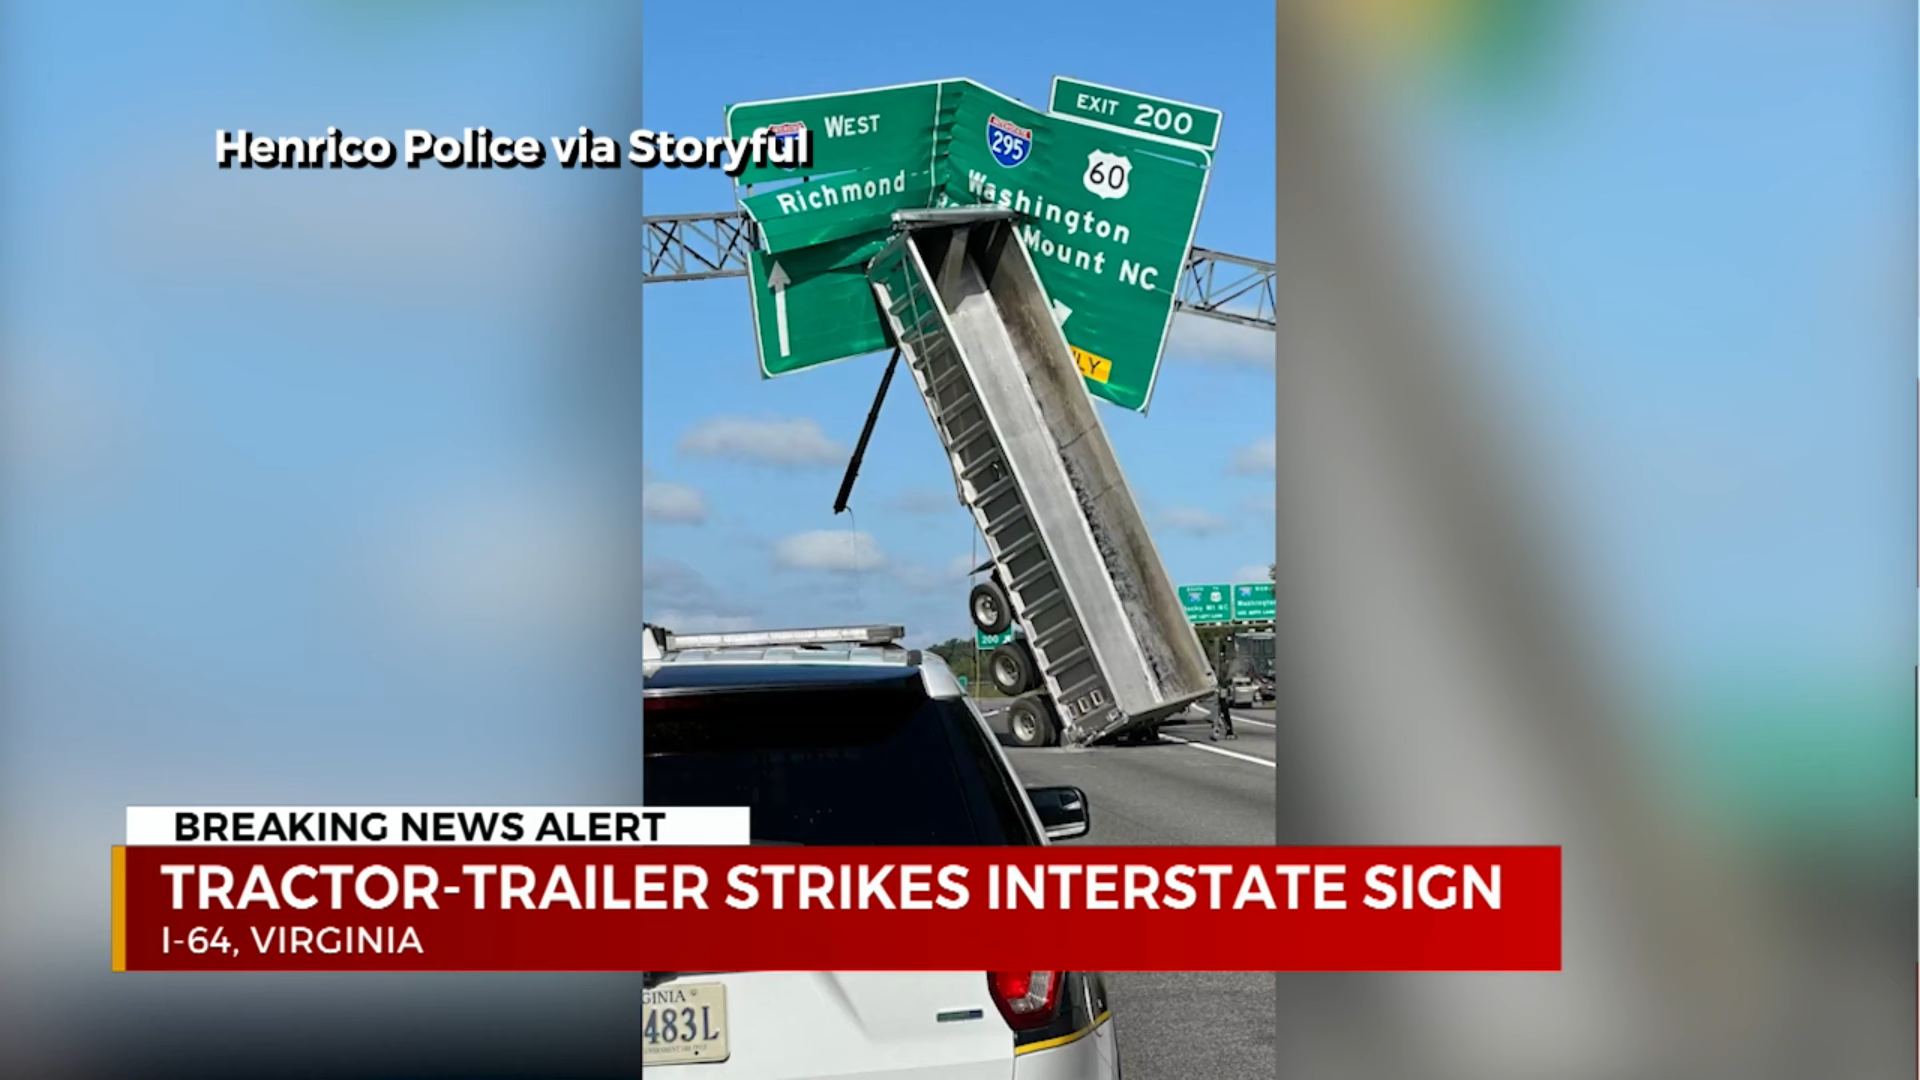 Henrico Police via Storyful
WEST
EXIT 200
295
60
Richmond
Washington
Mount NC
200
BREAKING NEWS ALERT
TRACTOR-TRAILER STRIKES INTERSTATE SIGN
I-64, VIRGINIA
483L